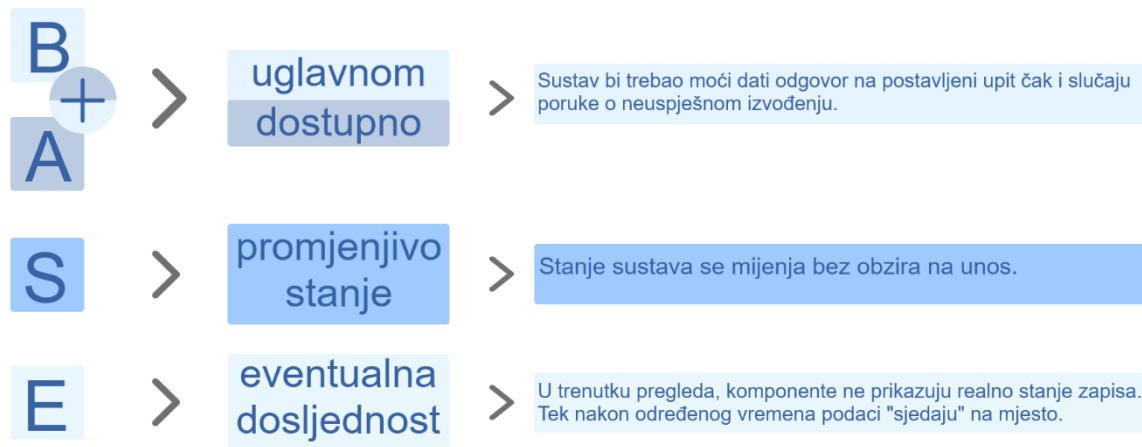 B
+
A
uglavnom
dostupno
Sustav bi trebao moći dati odgovor na postavljeni upit čak i slučaju
poruke o neuspješnom izvođenju.
S
promjenjivo
stanje
Stanje sustava se mijenja bez obzira na unos.
E
eventualna
dosljednost
U trenutku pregleda, komponente ne prikazuju realno stanje zapisa.
Tek nakon određenog vremena podaci "sjedaju" na mjesto.